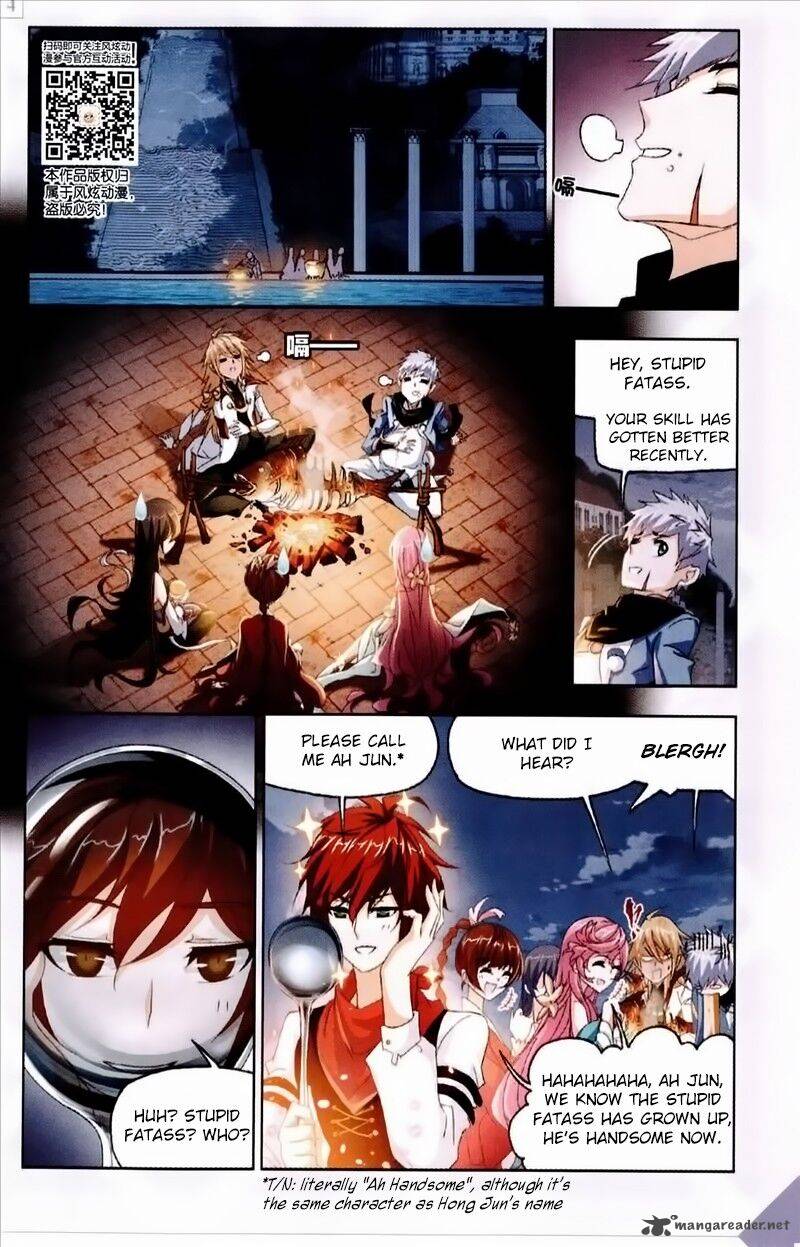 扫码即可关注风炫动
漫参与官方互动活动!
本作品版权归
属于风炫动漫,
盗版必究!
嗝
嗝
HEY, STUPID
FATASS.
YOUR SKILL HAS
GOTTEN BETTER
RECENTLY.
HUH? STUPID
FATASS? WHO?
PLEASE CALL
ME AH JUN.*
WHAT DID I
HEAR?
BLERGH!
HAHAHAHAHA, AH JUN,
WE KNOW THE STUPID
FATASS HAS GROWN UP,
HE'S HANDSOME NOW.
*T/N: literally "Ah Handsome", although it's
the same character as Hong Jun's name
mangareader.net